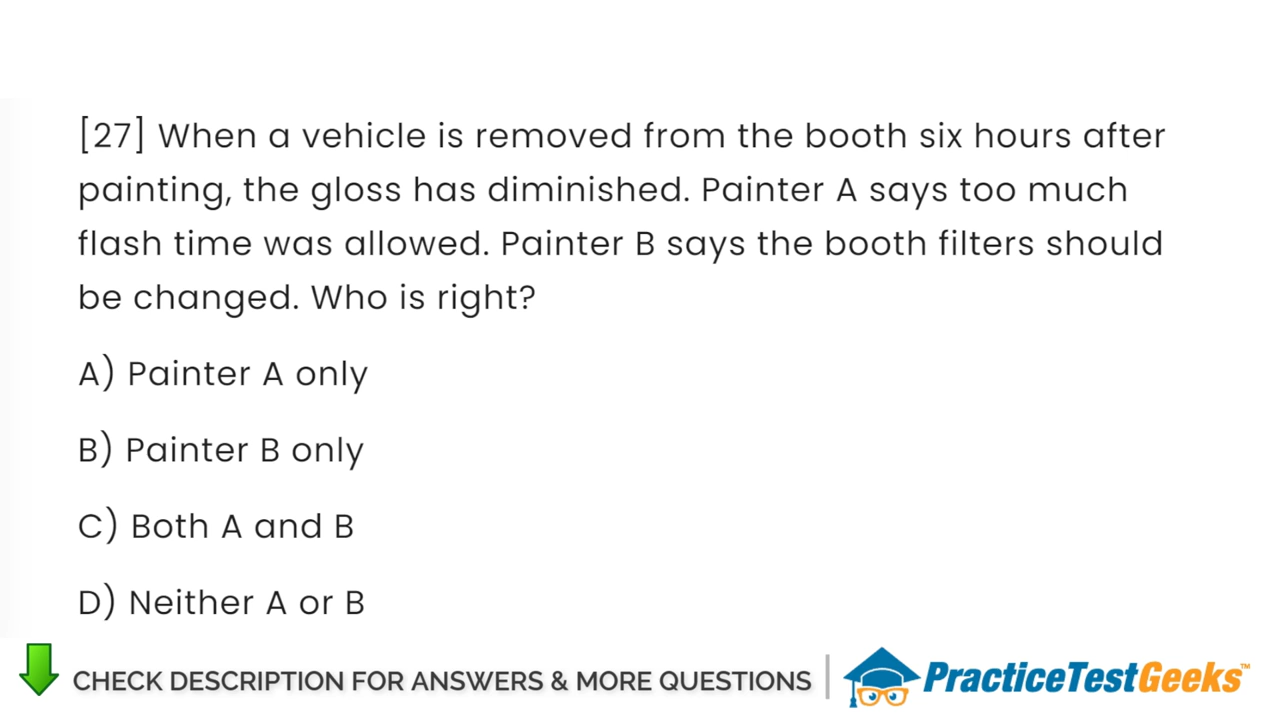 [27] When a vehicle is removed from the booth six hours after
painting, the gloss has diminished. Painter A says too much
flash time was allowed. Painter B says the booth filters should
be changed. Who is right?
A) Painter A only
B) Painter B only
C) Both A and B
D) Neither A or B
CHECK DESCRIPTION FOR ANSWERS & MORE QUESTIONS
PracticeTestGeeks™